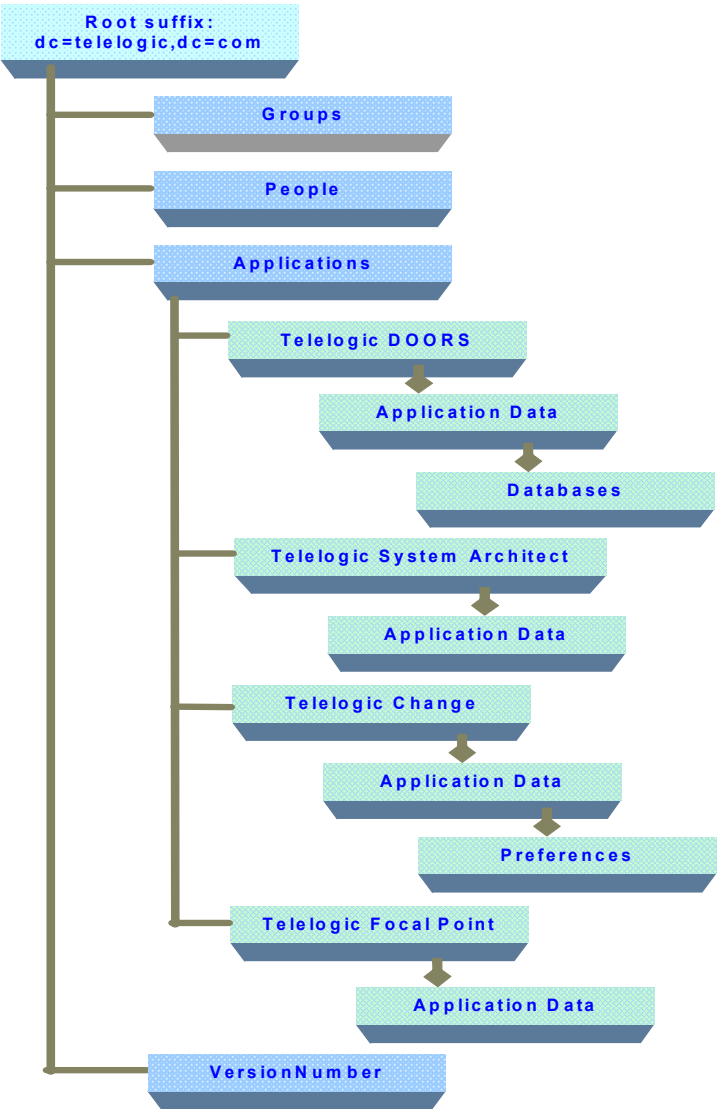 Root suffix:
dc=telelogic,dc=com
Groups
People
Applications
Telelogic DOORS
Application Data
Databases
Telelogic System Architect
Application Data
Telelogic Change
Application Data
Preferences
Telelogic Focal Point
Application Data
VersionNumber